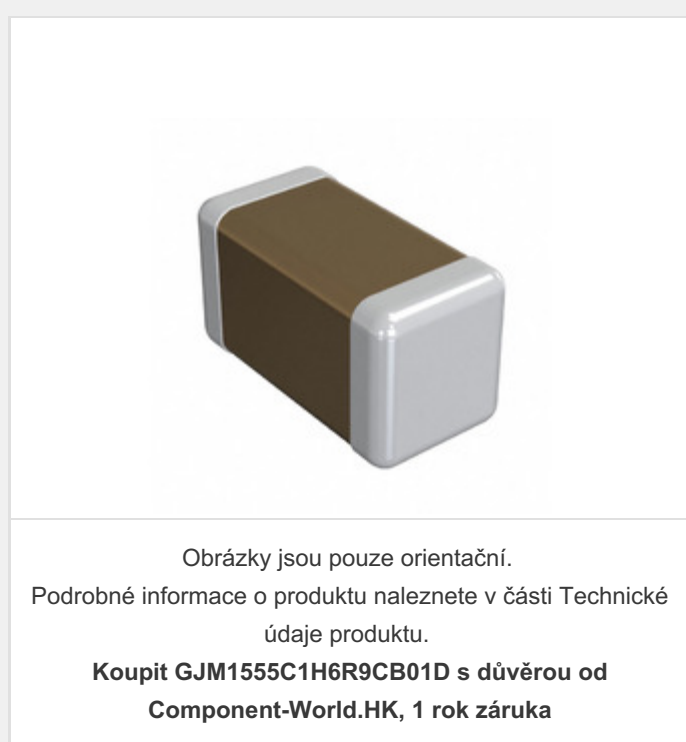 Obrázky jsou pouze orientační.
Podrobné informace o produktu naleznete v části Technické
údaje produktu.
Koupit GJM1555C1H6R9CB01D s důvěrou od
Component-World.HK, 1 rok záruka